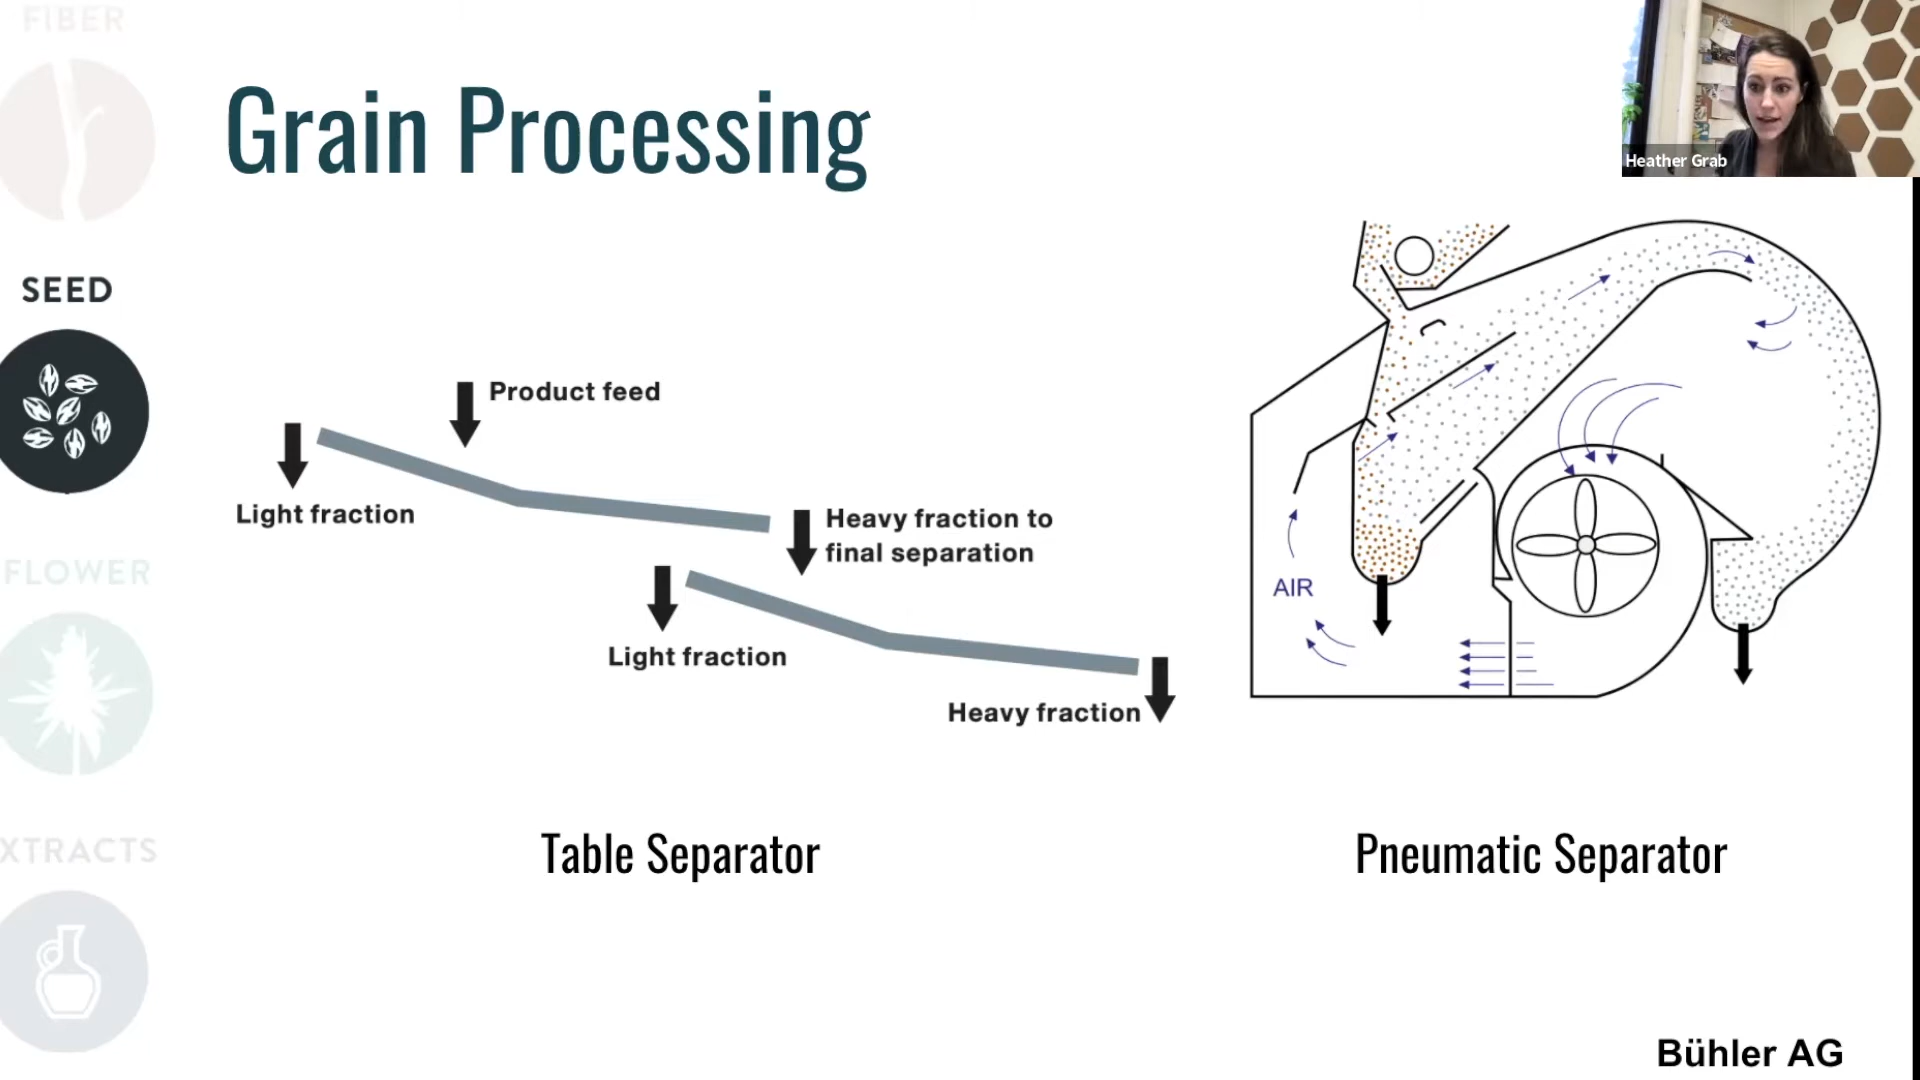 FIBER
Grain Processing
Heather Grab
SEED
Product feed
Light fraction
Heavy fraction to
final separation
AIR
FLOWER
Light fraction
Heavy fraction
XTRACTS
Table Separator
Pneumatic Separator
Bühler AG